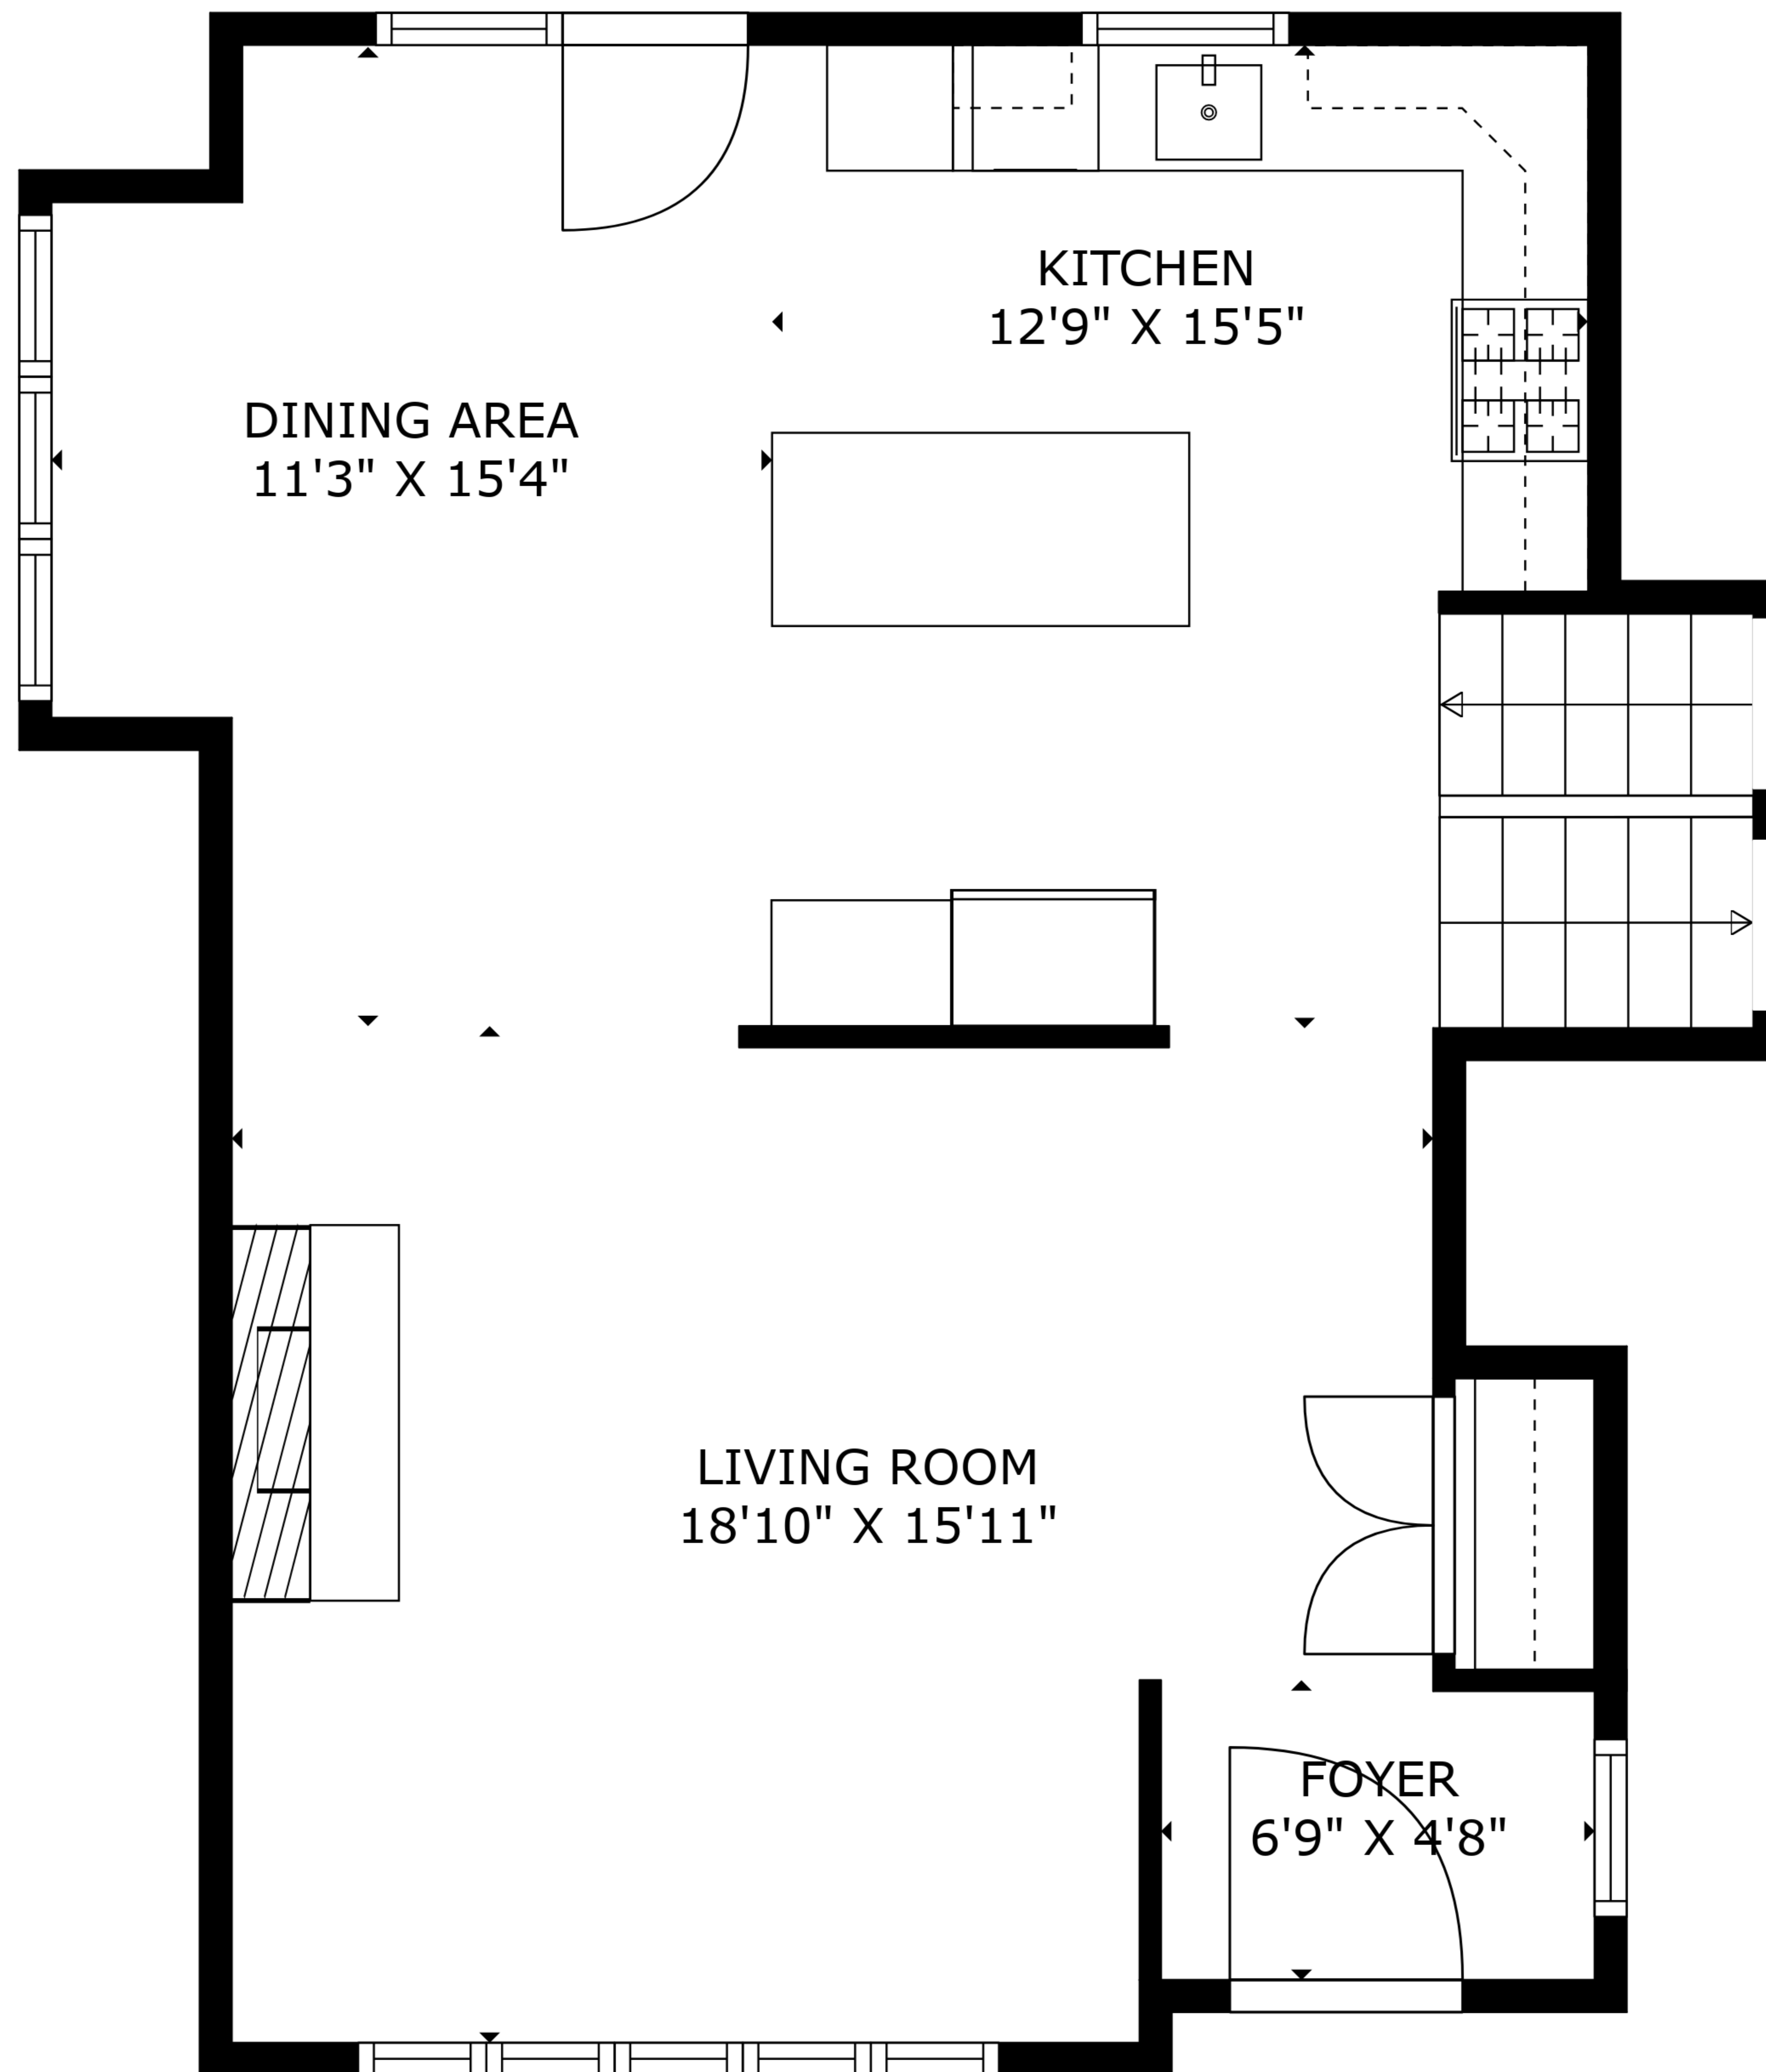 KITCHEN
12'9" X 15'5"
DINING AREA
11'3" X 15'4"
LIVING ROOM
18'10" X 15'11"
FOYER
6'9" X 4'8"